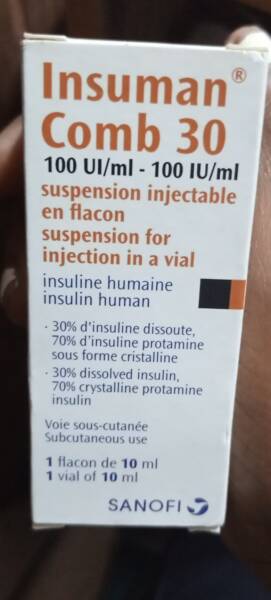 Insuman®
Comb 30
100 UI/ml - 100 IU/ml
suspension injectable
en flacon
suspension for
injection in a vial
insuline humaine
insulin human
· 30% d'insuline dissoute,
70% d'insuline protamine
sous forme cristalline
· 30% dissolved insulin,
70% crystalline protamine
insulin
Voie sous-cutanée
Subcutaneous use
1 flacon de 10 ml
1 vial of 10 ml
SANOFI